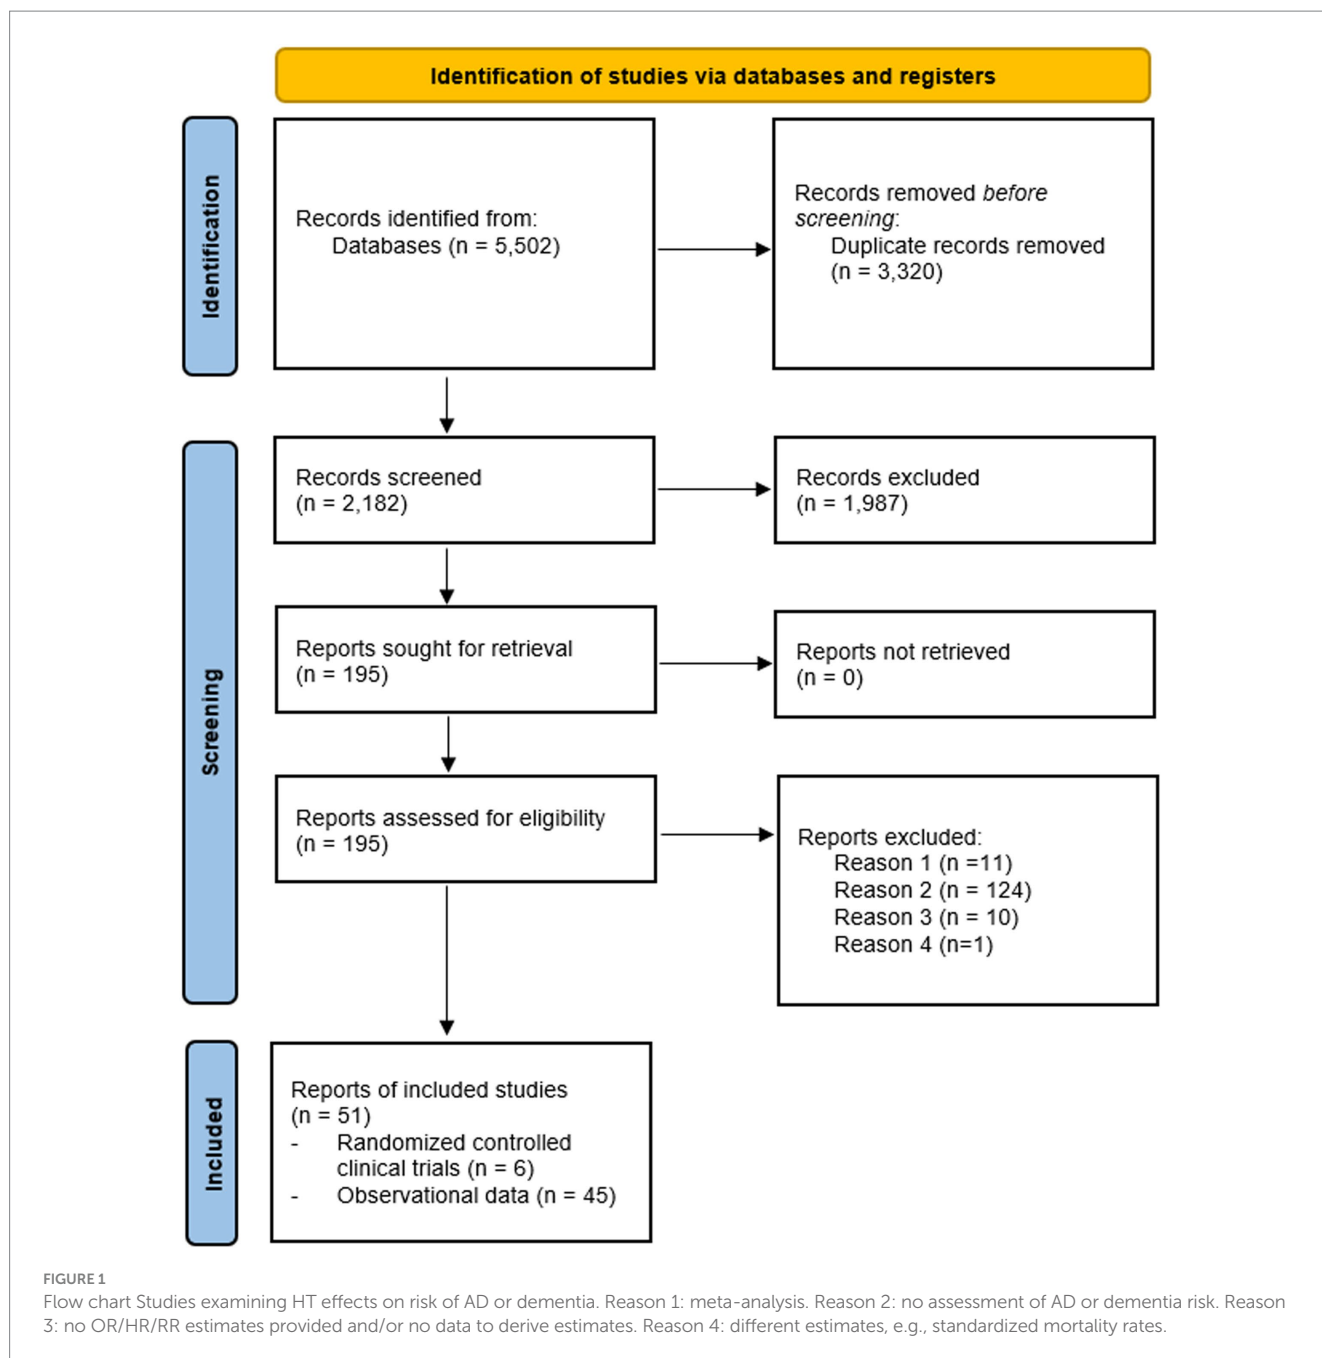 Identification of studies via databases and registers
Identification
Records identified from:
Databases (n = 5,502)
Records removed before
screening:
Duplicate records removed
(n = 3,320)
Screening
Records screened
(n = 2,182)
Records excluded
(n = 1,987)
Reports sought for retrieval
(n = 195)
Reports not retrieved
(n = 0)
Reports assessed for eligibility
(n = 195)
Reports excluded:
Reason 1 (n =11)
Reason 2 (n = 124)
Reason 3 (n = 10)
Reason 4 (n=1)
Included
Reports of included studies
(n = 51)
- Randomized controlled
clinical trials (n = 6)
- Observational data (n = 45)
FIGURE 1
Flow chart Studies examining HT effects on risk of AD or dementia. Reason 1: meta-analysis. Reason 2: no assessment of AD or dementia risk. Reason
3: no OR/HR/RR estimates provided and/or no data to derive estimates. Reason 4: different estimates, e.g., standardized mortality rates.